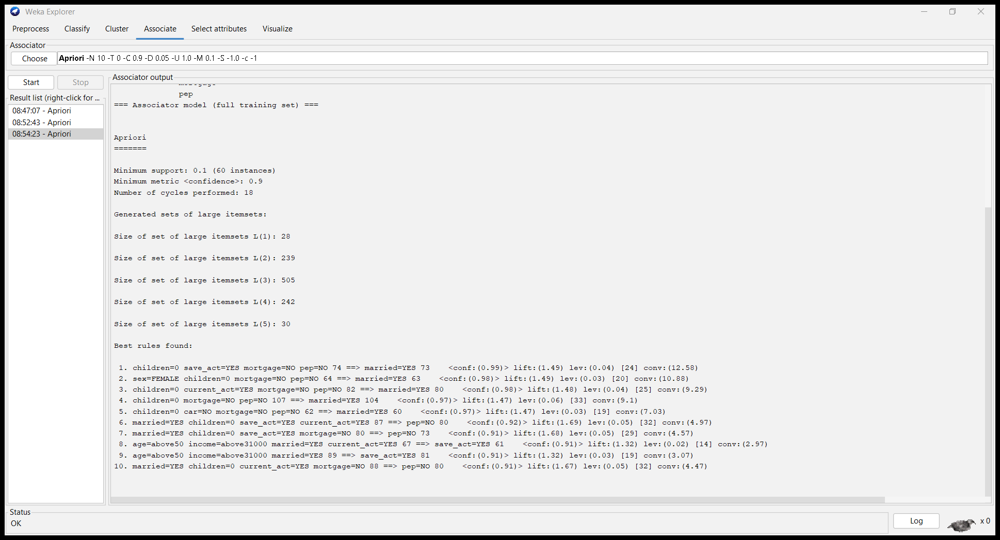 Weka Explorer
Preprocess Classify Cluster Associate Select attributes Visualize
Associator
Choose Apriori -N 10 -T 0 -C 0.9 -D 0.05 -U 1.0 -M 0.1 -S -1.0 -c -1
Start Stop
Result list (right-click for ...
08:47:07 - Apriori
08:52:43 - Apriori
08:54:23 - Apriori
Associator output
pep
=== Associator model (full training set) ===
Apriori
=======
Minimum support: 0.1 (60 instances)
Minimum metric <confidence>: 0.9
Number of cycles performed: 18
Generated sets of large itemsets:
Size of set of large itemsets L(1): 28
Size of set of large itemsets L(2): 239
Size of set of large itemsets L(3): 505
Size of set of large itemsets L(4): 242
Size of set of large itemsets L(5): 30
Best rules found:
1. children=0 save_act=YES mortgage=NO pep=NO 74 ==> married=YES 73    <conf:(0.99)> lift:(1.49) lev:(0.04) [24] conv:(12.58)
2. sex=FEMALE children=0 mortgage=NO pep=NO 64 ==> married=YES 63    <conf:(0.98)> lift:(1.49) lev:(0.03) [20] conv:(10.88)
3. children=0 current_act=YES mortgage=NO pep=NO 82 ==> married=YES 80    <conf:(0.98)> lift:(1.48) lev:(0.04) [25] conv:(9.29)
4. children=0 mortgage=NO pep=NO 107 ==> married=YES 104    <conf:(0.97)> lift:(1.47) lev:(0.06) [33] conv:(9.1)
5. children=0 car=NO mortgage=NO pep=NO 62 ==> married=YES 60    <conf:(0.97)> lift:(1.47) lev:(0.03) [19] conv:(7.03)
6. married=YES children=0 save_act=YES current_act=YES 87 ==> pep=NO 80    <conf:(0.92)> lift:(1.69) lev:(0.05) [32] conv:(4.97)
7. married=YES children=0 save_act=YES mortgage=NO 80 ==> pep=NO 73    <conf:(0.91)> lift:(1.68) lev:(0.05) [29] conv:(4.57)
8. age=above50 income=above31000 married=YES current_act=YES 67 ==> save_act=YES 61    <conf:(0.91)> lift:(1.32) lev:(0.02) [14] conv:(2.97)
9. age=above50 income=above31000 married=YES 89 ==> save_act=YES 81    <conf:(0.91)> lift:(1.32) lev:(0.03) [19] conv:(3.07)
10. married=YES children=0 current_act=YES mortgage=NO 88 ==> pep=NO 80    <conf:(0.91)> lift:(1.67) lev:(0.05) [32] conv:(4.47)
Status
OK
Log
x 0